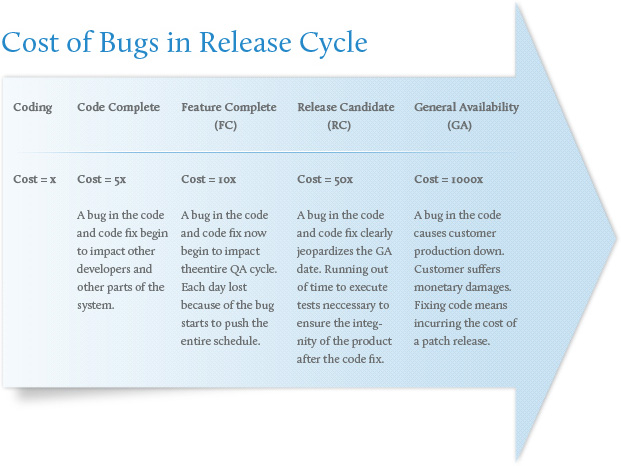 Cost of Bugs in Release Cycle
Coding
Code Complete
Feature Complete
(FC)
Release Candidate
(RC)
General Availability
(GA)
Cost = x
Cost = 5x
A bug in the code
and code fix begin
to impact other
developers and
other parts of the
system.
Cost = 10x
A bug in the code
and code fix now
begin to impact
theentire QA cycle.
Each day lost
because of the bug
starts to push the
entire schedule.
Cost = 50x
A bug in the code
and code fix clearly
jeopardizes the GA
date. Running out
of time to execute
tests neccessary to
ensure the integ-
nity of the product
after the code fix.
Cost = 1000x
A bug in the code
causes customer
production down.
Customer suffers
monetary damages.
Fixing code means
incurring the cost of
a patch release.